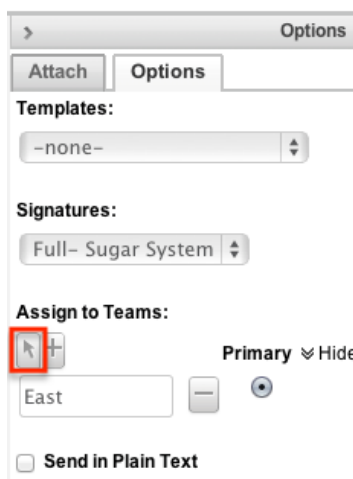 Options
Attach Options
Templates:
-none-
Signatures:
Full- Sugar System
Assign to Teams:
Primary Hide
East
Send in Plain Text